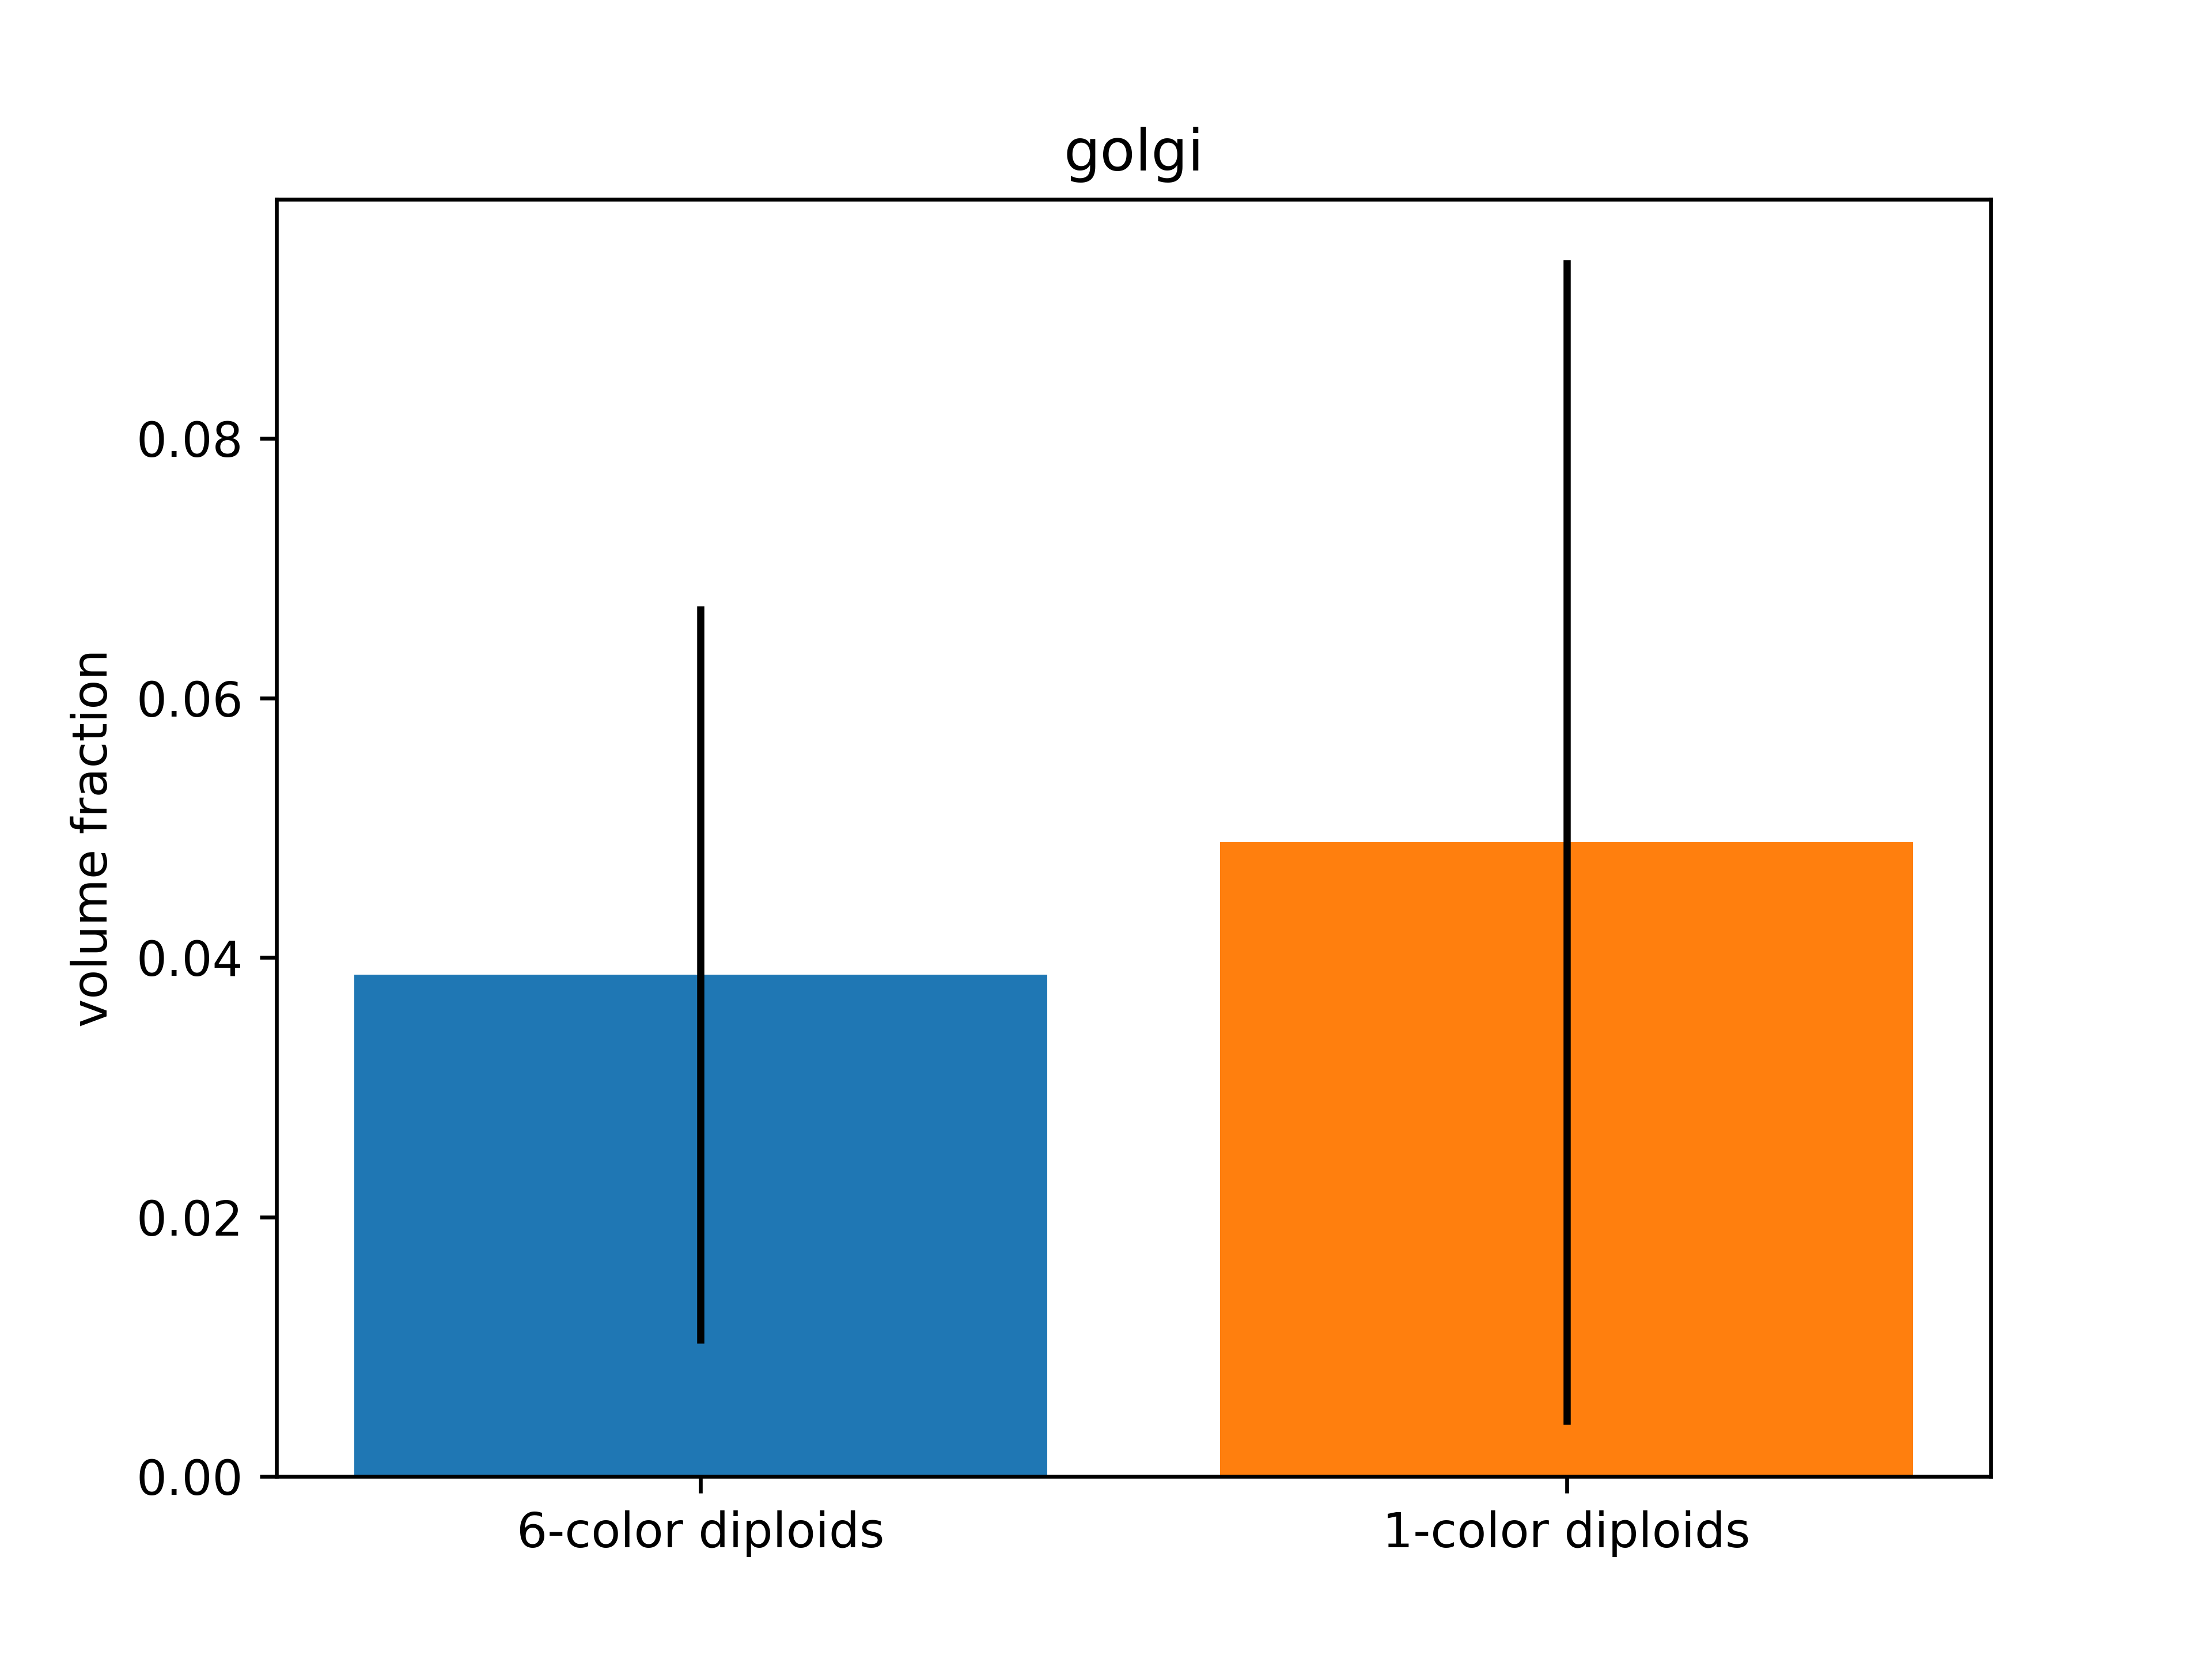 golgi
volume fraction
0.08
0.06
0.04
0.02
0.00
6-color diploids
1-color diploids